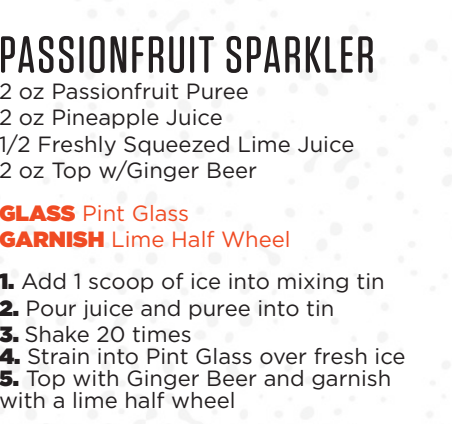 PASSIONFRUIT SPARKLER
2 oz Passionfruit Puree
2 oz Pineapple Juice
1/2 Freshly Squeezed Lime Juice
2 oz Top w/Ginger Beer
GLASS Pint Glass
GARNISH Lime Half Wheel
1. Add 1 scoop of ice into mixing tin
2. Pour juice and puree into tin
3. Shake 20 times
4. Strain into Pint Glass over fresh ice
5. Top with Ginger Beer and garnish
with a lime half wheel